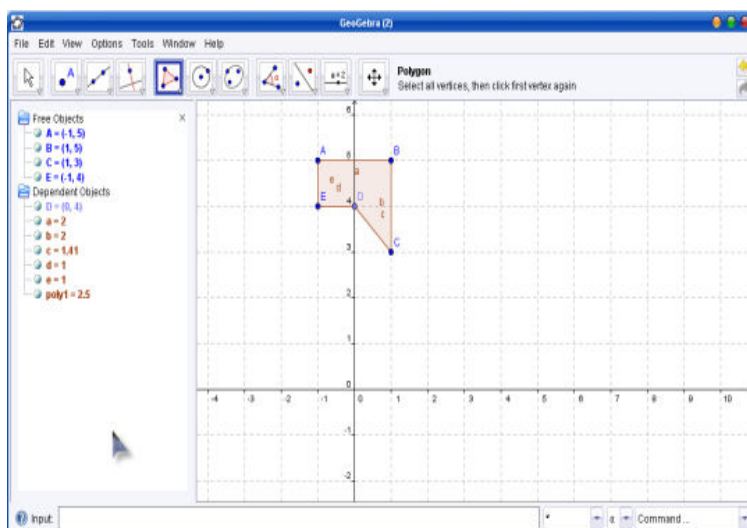 GeoGebra (2)
File Edit View Options Tools Window Help
A
a=2
Polygon
Select all vertices, then click first vertex again
Free Objects
A = (-1, 5)
B = (1, 5)
C = (1, 3)
E = (-1, 4)
Dependent Objects
D = (0, 4)
a = 2
b = 2
c = 1.41
d = 1
e = 1
poly1 = 2.5
6
A B
5
a
e
d
b
c
E D
4
C
3
2
1
0
-4 -3 -2 -1 0 1 2 3 4 5 6 7 8 9 10
-1
-2
Input:
α
Command ...